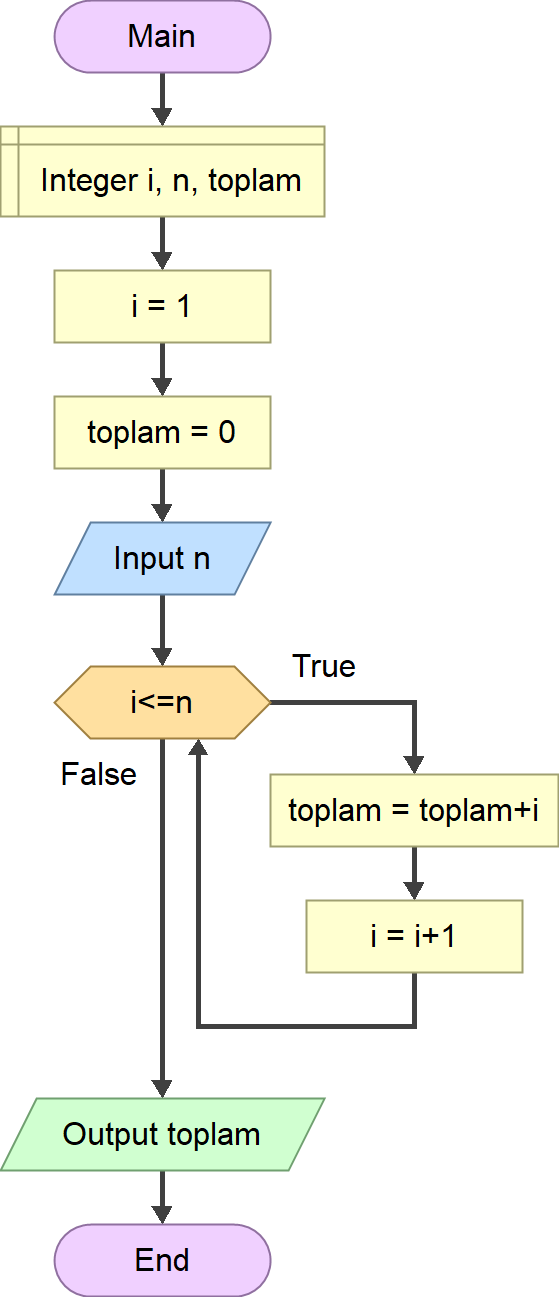 Main
Integer i, n, toplam
i = 1
toplam = 0
Input n
i<=n
True
False
toplam = toplam+i
i = i+1
Output toplam
End